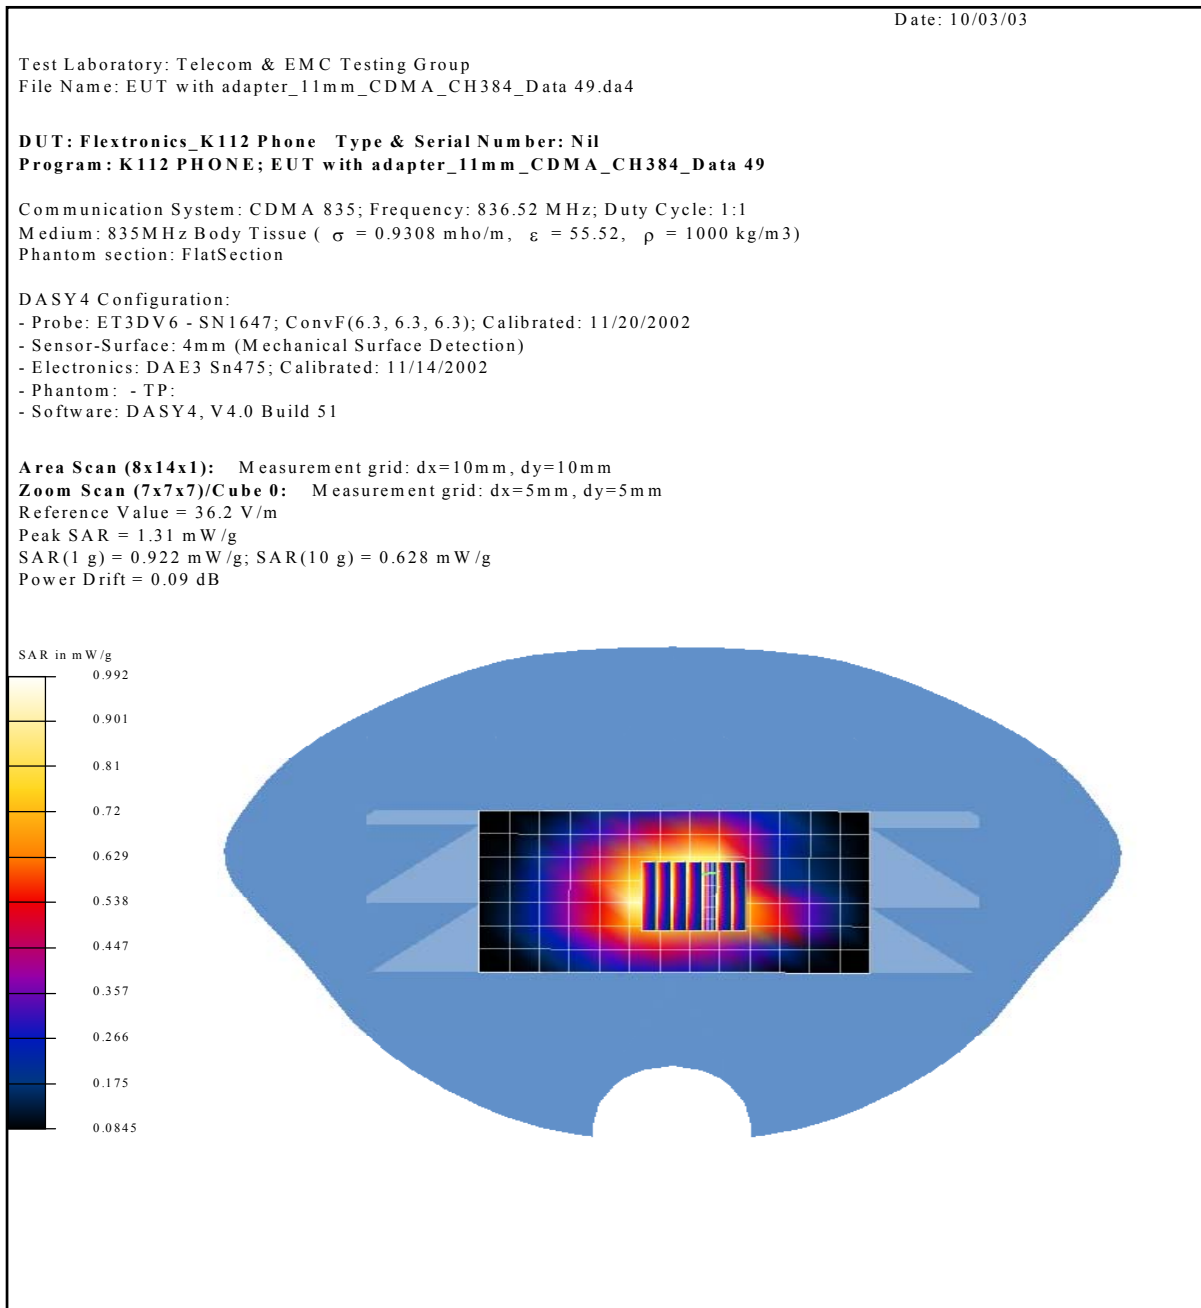 Date: 10/03/03
Test Laboratory: Telecom & EMC Testing Group
File Name: EUT with adapter_11mm_CDMA_CH384_Data 49.da4
DUT: Flextronics_K112 Phone Type & Serial Number: Nil
Program: K112 PHONE; EUT with adapter_11mm_CDMA_CH384_Data 49
Communication System: CDMA 835; Frequency: 836.52 MHz; Duty Cycle: 1:1
Medium: 835MHz Body Tissue ( σ = 0.9308 mho/m, ε = 55.52, ρ = 1000 kg/m3)
Phantom section: FlatSection
DASY4 Configuration:
- Probe: ET3DV6 - SN1647; ConvF(6.3, 6.3, 6.3); Calibrated: 11/20/2002
- Sensor-Surface: 4mm (Mechanical Surface Detection)
- Electronics: DAE3 Sn475; Calibrated: 11/14/2002
- Phantom: - TP:
- Software: DASY4, V4.0 Build 51
Area Scan (8x14x1): Measurement grid: dx=10mm, dy=10mm
Zoom Scan (7x7x7)/Cube 0: Measurement grid: dx=5mm, dy=5mm
Reference Value = 36.2 V/m
Peak SAR = 1.31 mW/g
SAR(1 g) = 0.922 mW/g; SAR(10 g) = 0.628 mW/g
Power Drift = 0.09 dB
SAR in mW/g
0.992
0.901
0.81
0.72
0.629
0.538
0.447
0.357
0.266
0.175
0.0845